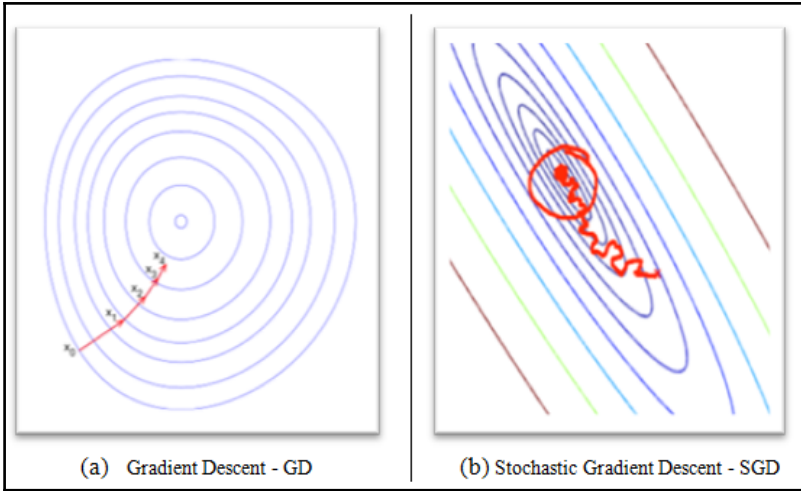 x₄
x₃
x₂
x₁
x₀
(a) Gradient Descent - GD
(b) Stochastic Gradient Descent - SGD